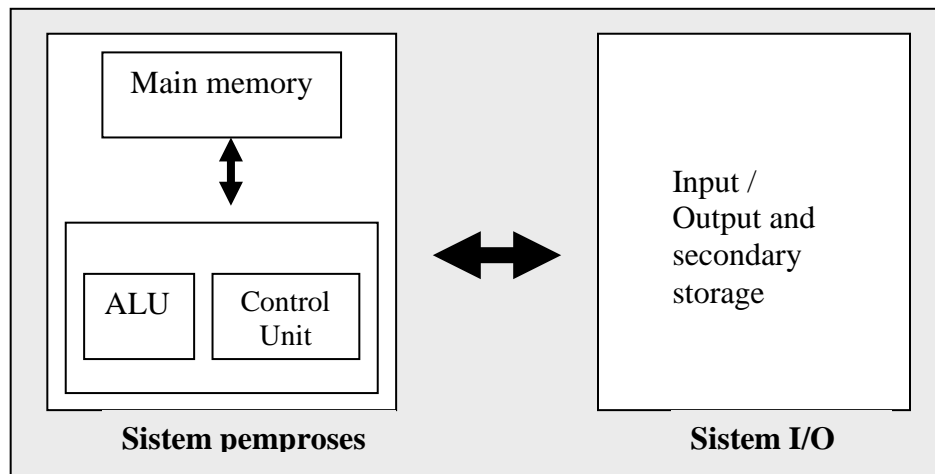 Main memory
ALU
Control
Unit
Sistem pemproses
Input /
Output and
secondary
storage
Sistem I/O